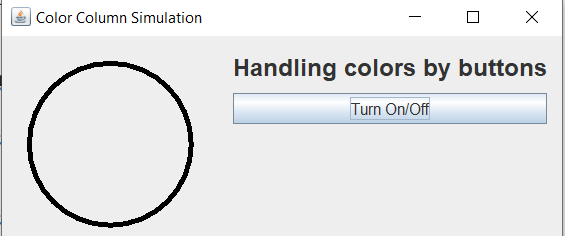 Color Column Simulation
Handling colors by buttons
Turn On/Off